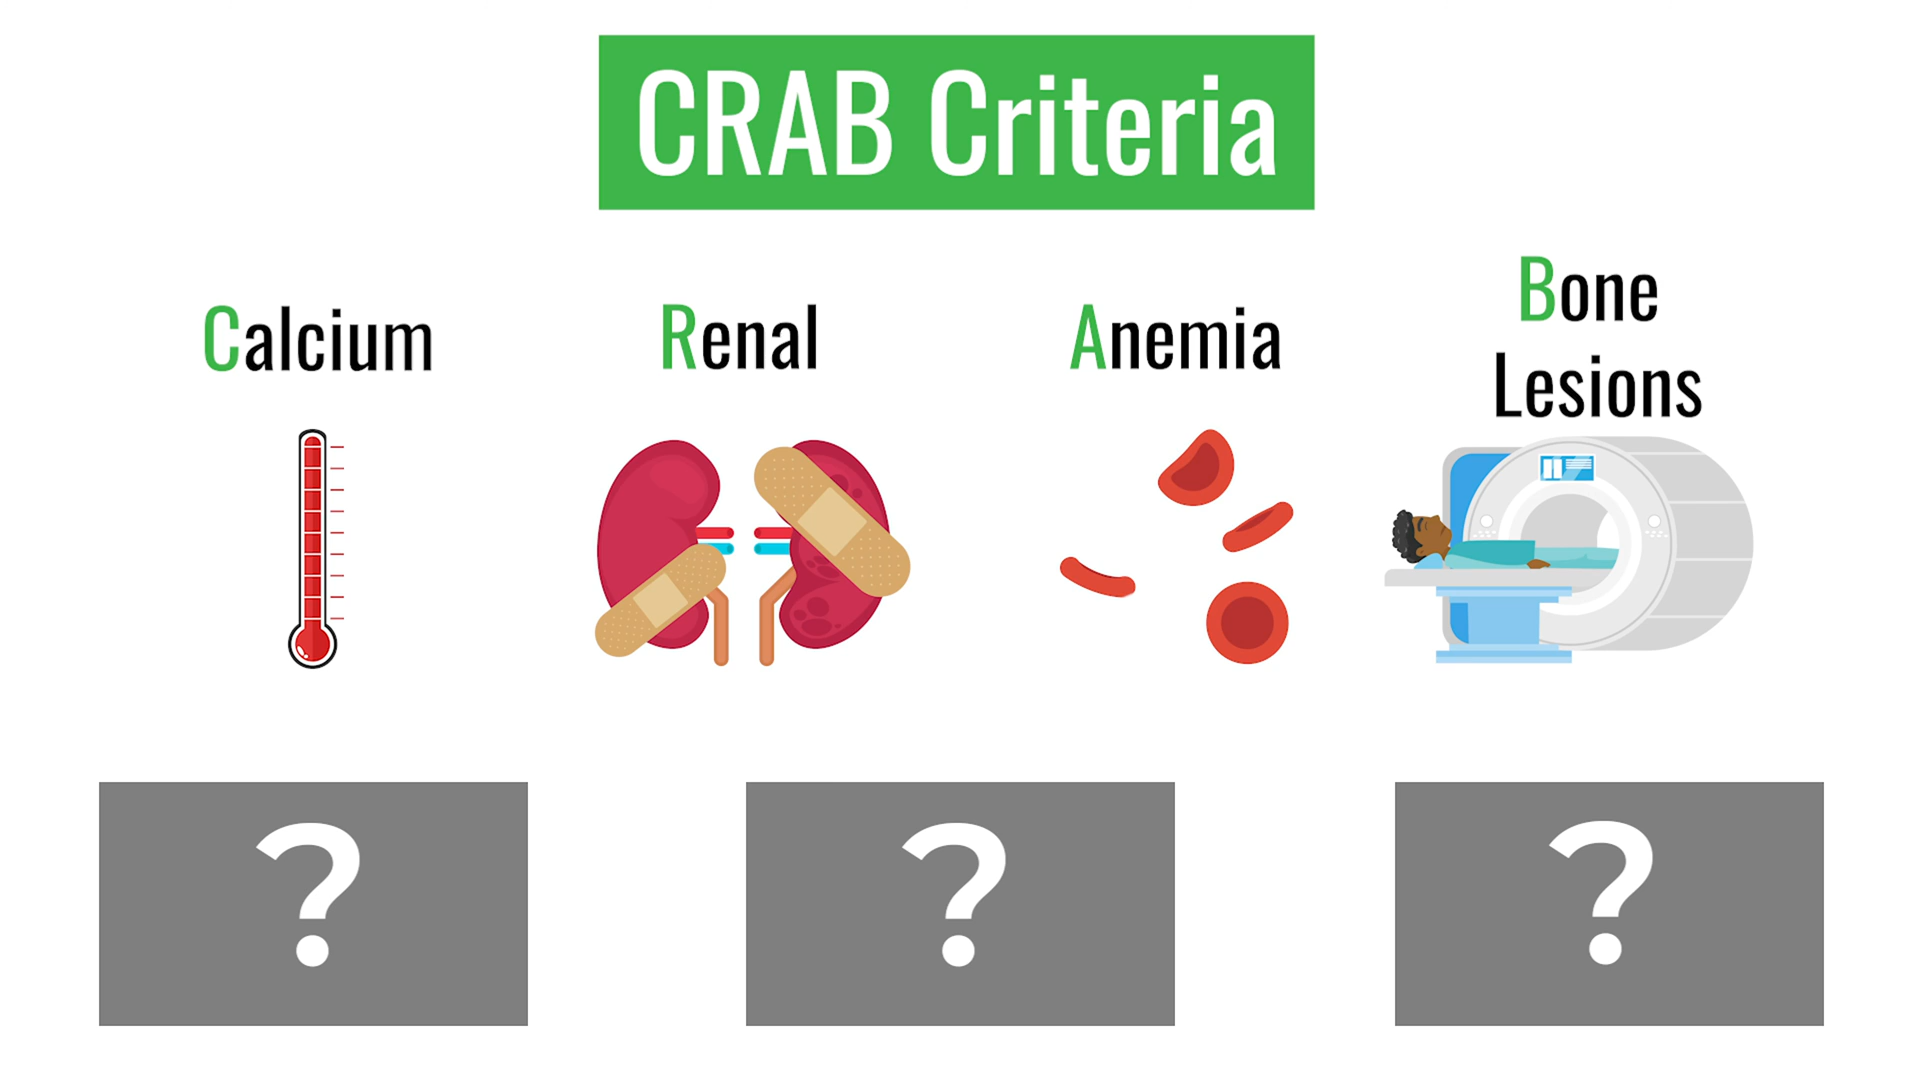 CRAB Criteria
Calcium
Renal
Anemia
Bone
Lesions
?
?
?